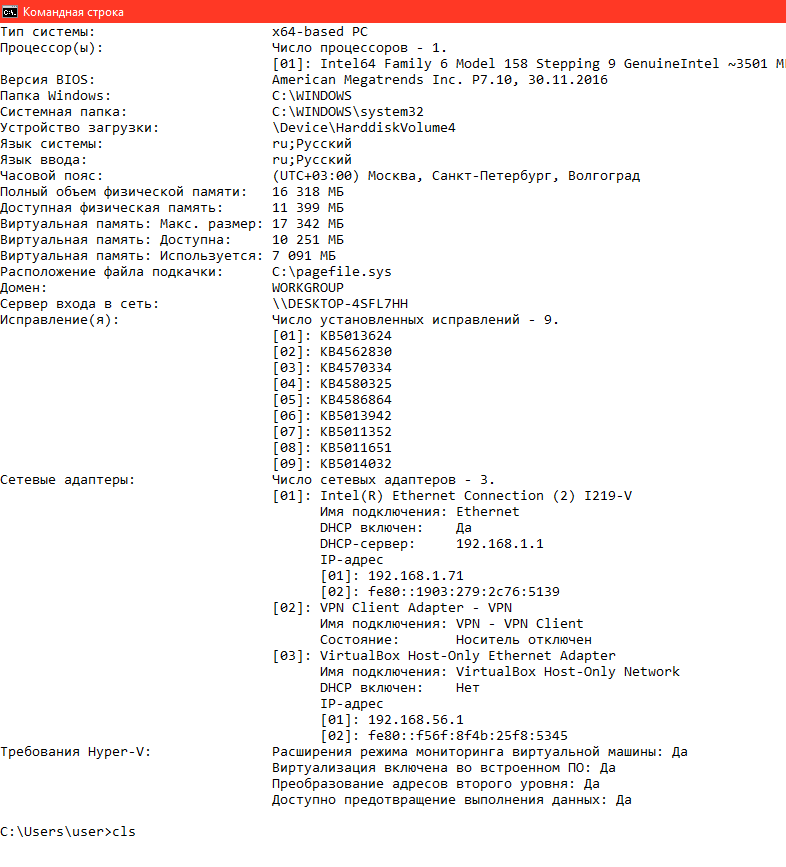 Командная строка
Тип системы: x64-based PC
Процессор(ы): Число процессоров - 1.
[01]: Intel64 Family 6 Model 158 Stepping 9 GenuineIntel ~3501
Версия BIOS: American Megatrends Inc. P7.10, 30.11.2016
Папка Windows: C:\WINDOWS
Системная папка: C:\WINDOWS\system32
Устройство загрузки: \Device\HarddiskVolume4
Язык системы: ru;Русский
Язык ввода: ru;Русский
Часовой пояс: (UTC+03:00) Москва, Санкт-Петербург, Волгоград
Полный объем физической памяти: 16 318 МБ
Доступная физическая память: 11 399 МБ
Виртуальная память: Макс. размер: 17 342 МБ
Виртуальная память: Доступна: 10 251 МБ
Виртуальная память: Используется: 7 091 МБ
Расположение файла подкачки: C:\pagefile.sys
Домен: WORKGROUP
Сервер входа в сеть: \\DESKTOP-4SFL7HH
Исправление(я): Число установленных исправлений - 9.
[01]: KB5013624
[02]: KB4562830
[03]: KB4570334
[04]: KB4580325
[05]: KB4586864
[06]: KB5013942
[07]: KB5011352
[08]: KB5011651
[09]: KB5014032
Сетевые адаптеры: Число сетевых адаптеров - 3.
[01]: Intel(R) Ethernet Connection (2) I219-V
Имя подключения: Ethernet
DHCP включен: Да
DHCP-сервер: 192.168.1.1
IP-адрес
[01]: 192.168.1.71
[02]: fe80::1903:279:2c76:5139
[02]: VPN Client Adapter - VPN
Имя подключения: VPN - VPN Client
Состояние: Носитель отключен
[03]: VirtualBox Host-Only Ethernet Adapter
Имя подключения: VirtualBox Host-Only Network
DHCP включен: Нет
IP-адрес
[01]: 192.168.56.1
[02]: fe80::f56f:8f4b:25f8:5345
Требования Hyper-V: Расширения режима мониторинга виртуальной машины: Да
Виртуализация включена во встроенном ПО: Да
Преобразование адресов второго уровня: Да
Доступно предотвращение выполнения данных: Да
C:\Users\user>cls